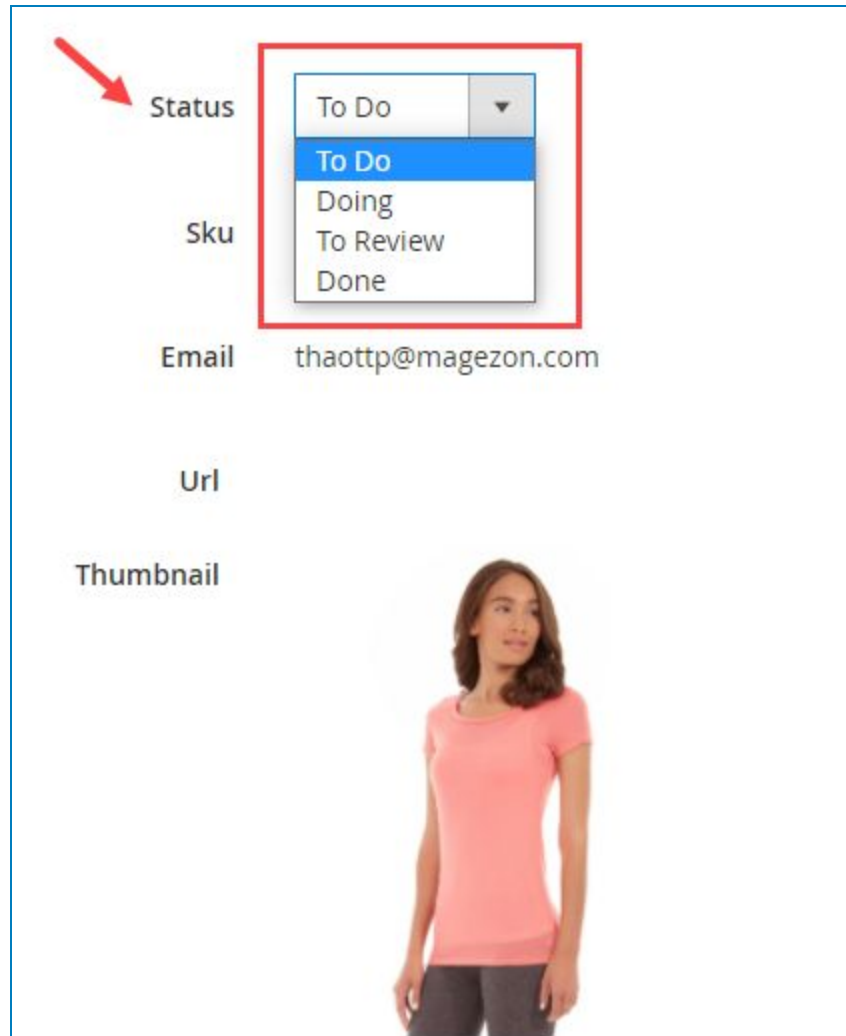 Status To Do
To Do
Doing
Sku To Review
Done
Email thaottp@magezon.com
Url
Thumbnail